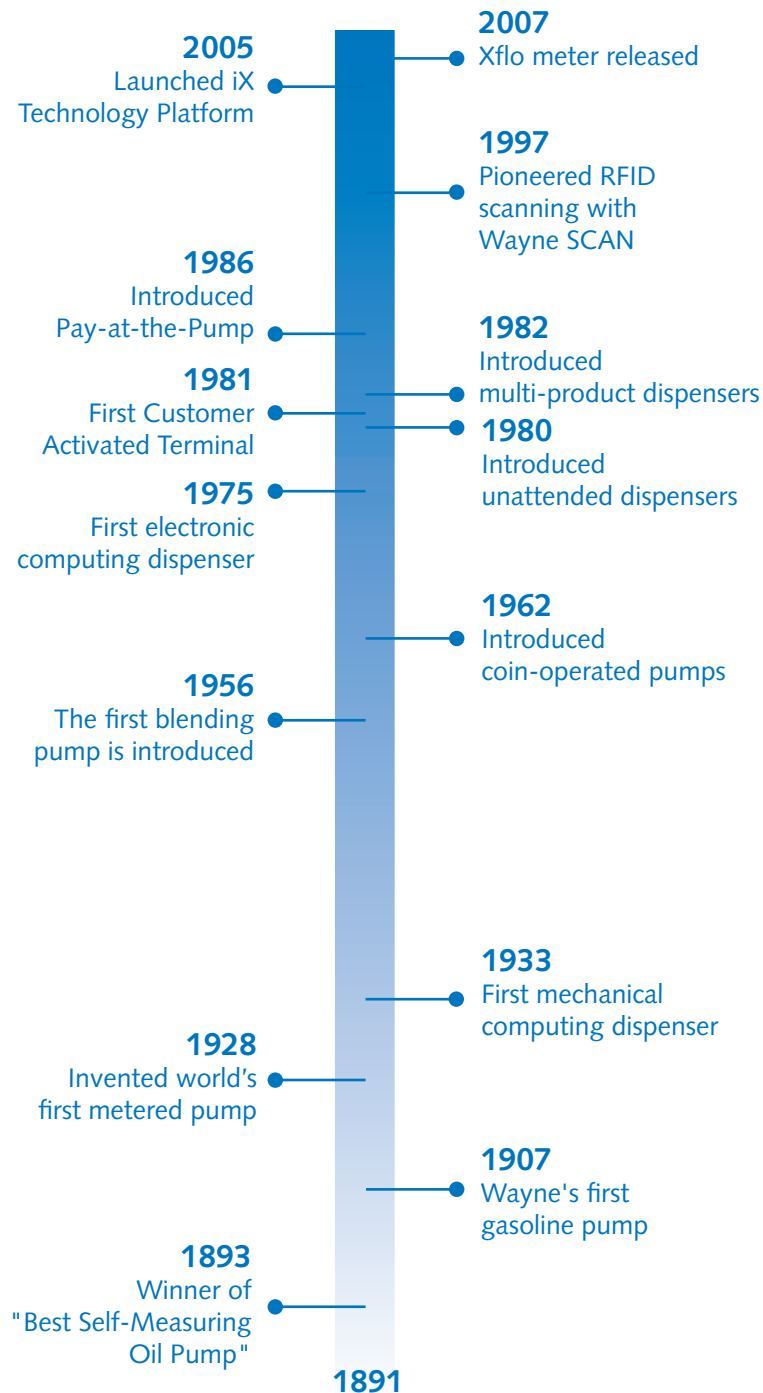 2007
Xflo meter released
2005
Launched iX
Technology Platform
1997
Pioneered RFID
scanning with
Wayne SCAN
1986
Introduced
Pay-at-the-Pump
1982
Introduced
multi-product dispensers
1981
First Customer
Activated Terminal
1980
Introduced
unattended dispensers
1975
First electronic
computing dispenser
1962
Introduced
coin-operated pumps
1956
The first blending
pump is introduced
1933
First mechanical
computing dispenser
1928
Invented world's
first metered pump
1907
Wayne's first
gasoline pump
1893
Winner of
"Best Self-Measuring
Oil Pump"
1891